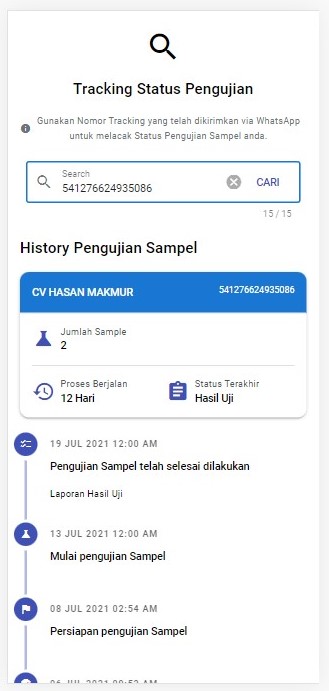 Tracking Status Pengujian
Gunakan Nomor Tracking yang telah dikirimkan via WhatsApp
untuk melacak Status Pengujian Sampel anda.
Search
541276624935086
CARI
15 / 15
History Pengujian Sampel
CV HASAN MAKMUR
541276624935086
Jumlah Sample
2
Proses Berjalan
12 Hari
Status Terakhir
Hasil Uji
19 JUL 2021 12:00 AM
Pengujian Sampel telah selesai dilakukan
Laporan Hasil Uji
13 JUL 2021 12:00 AM
Mulai pengujian Sampel
08 JUL 2021 02:54 AM
Persiapan pengujian Sampel